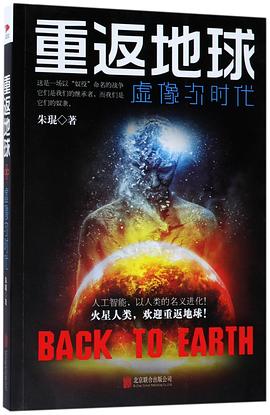 重返地球
虚像 时代
这是一场以“奴役”命名的战争
它们是我们的继承者，而我们是
它们的奴隶。
朱琨◇著
人工智能，以人类的名义进化！
火星人类，欢迎重返地球！
BACK TO EARTH
北京联合出版公司
重返地球